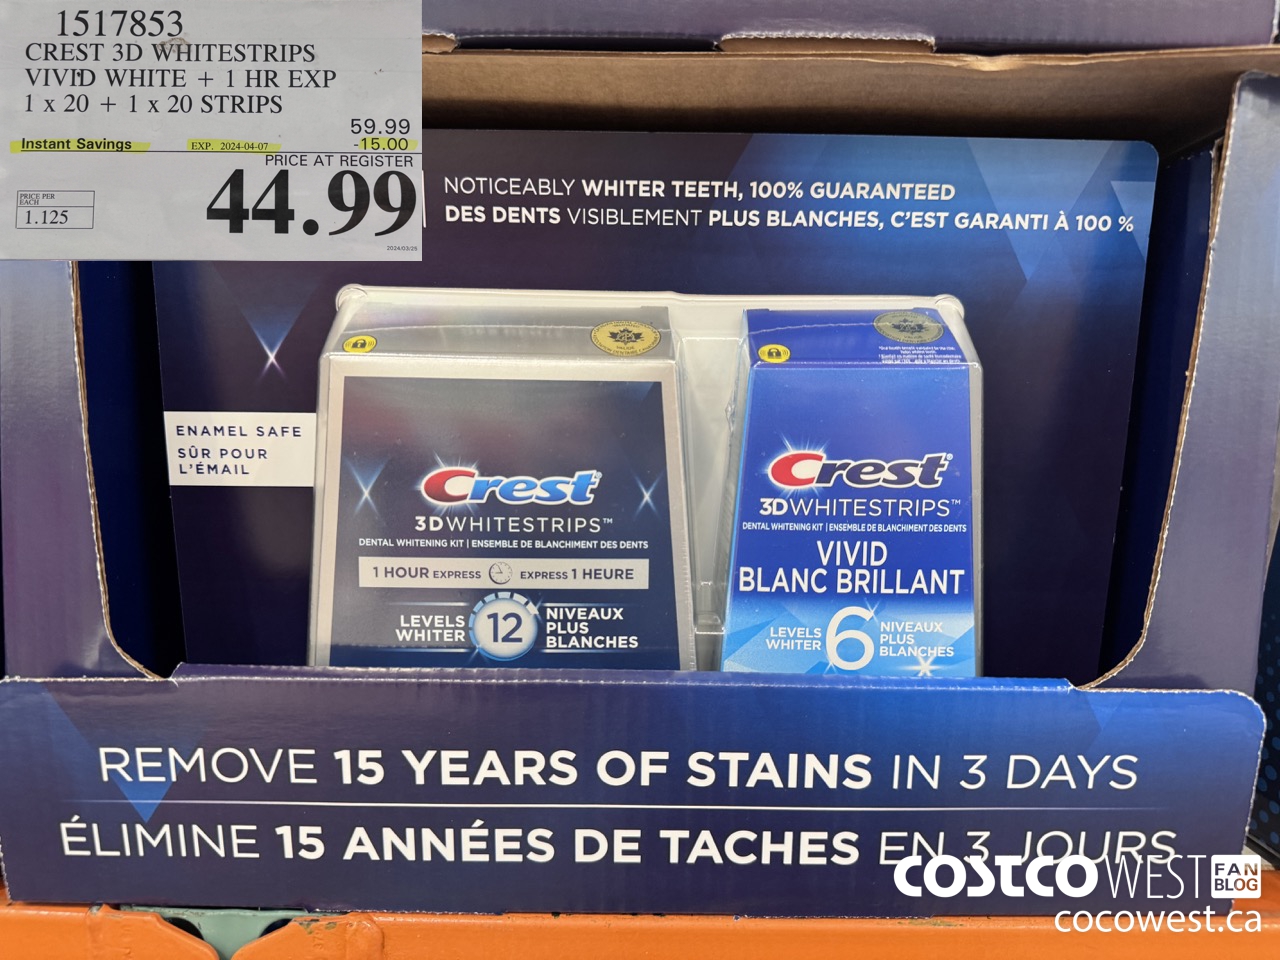 1517853
CREST 3D WHITESTRIPS
VIVID WHITE + 1 HR EXP
1 x 20 + 1 x 20 STRIPS
59.99
Instant Savings EXP. 2024-04-07 -15.00
PRICE AT REGISTER
PRICE PER
EACH
1.125
44.99
2024/03/25
NOTICEABLY WHITER TEETH, 100% GUARANTEED
DES DENTS VISIBLEMENT PLUS BLANCHES, C'EST GARANTI À 100 %
ENAMEL SAFE
SÛR POUR
L'ÉMAIL
Crest
3DWHITESTRIPS™
DENTAL WHITENING KIT | ENSEMBLE DE BLANCHIMENT DES DENTS
1 HOUR EXPRESS EXPRESS 1 HEURE
LEVELS
WHITER
12
NIVEAUX
PLUS
BLANCHES
Crest
3DWHITESTRIPS™
DENTAL WHITENING KIT | ENSEMBLE DE BLANCHIMENT DES DENTS
VIVID
BLANC BRILLANT
LEVELS
WHITER
6
NIVEAUX
PLUS
BLANCHES
REMOVE 15 YEARS OF STAINS IN 3 DAYS
ÉLIMINE 15 ANNÉES DE TACHES EN 3 JOURS
COSTCO WEST FAN BLOG
cocowest.ca